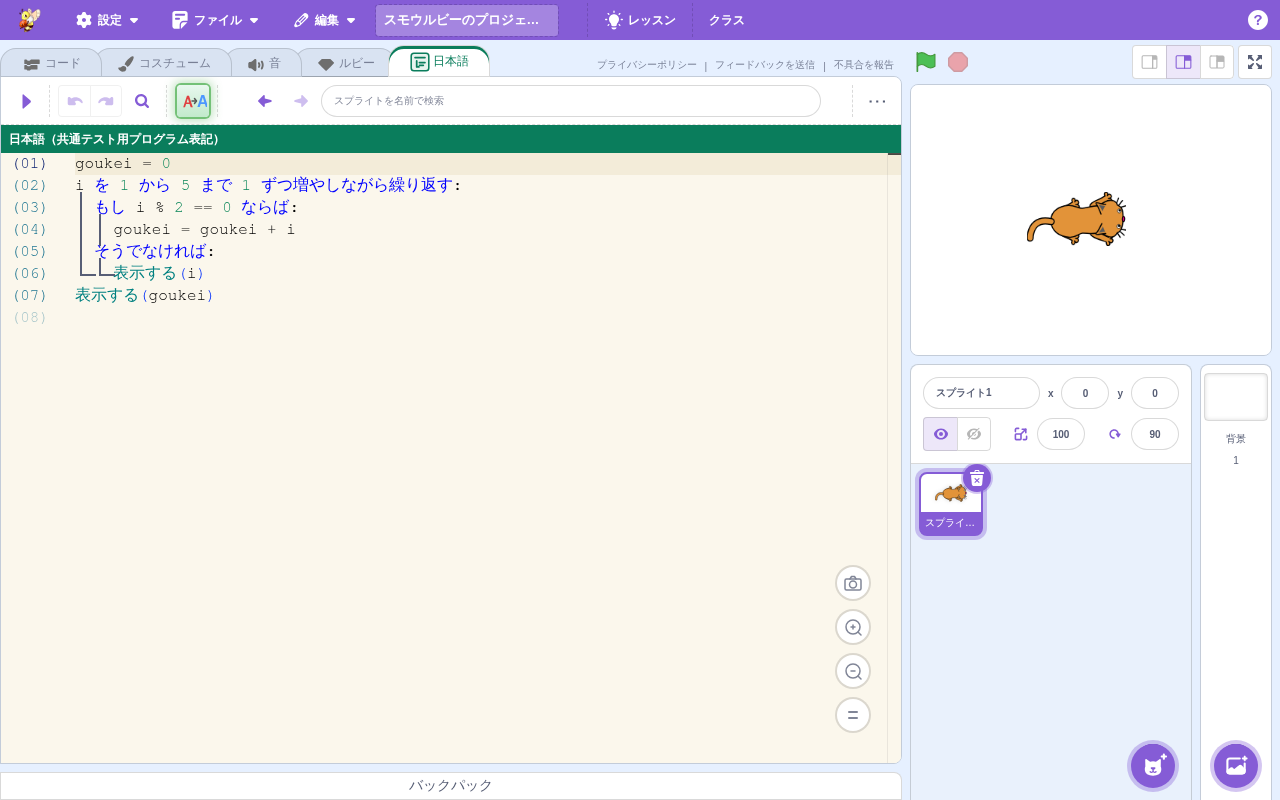 設定 ファイル 編集 スモウルビーのプロジェ… レッスン クラス ?
コード コスチューム 音 ルビー 日本語 プライバシーポリシー | フィードバックを送信 | 不具合を報告
A→A スプライトを名前で検索 …
日本語（共通テスト用プログラム表記）
(01) goukei = 0
(02) i を 1 から 5 まで 1 ずつ増やしながら繰り返す:
(03) もし i % 2 == 0 ならば:
(04) goukei = goukei + i
(05) そうでなければ:
(06) 表示する(i)
(07) 表示する(goukei)
(08)
スプライト1 x 0 y 0
100 90
スプライ…
背景
1
バックパック